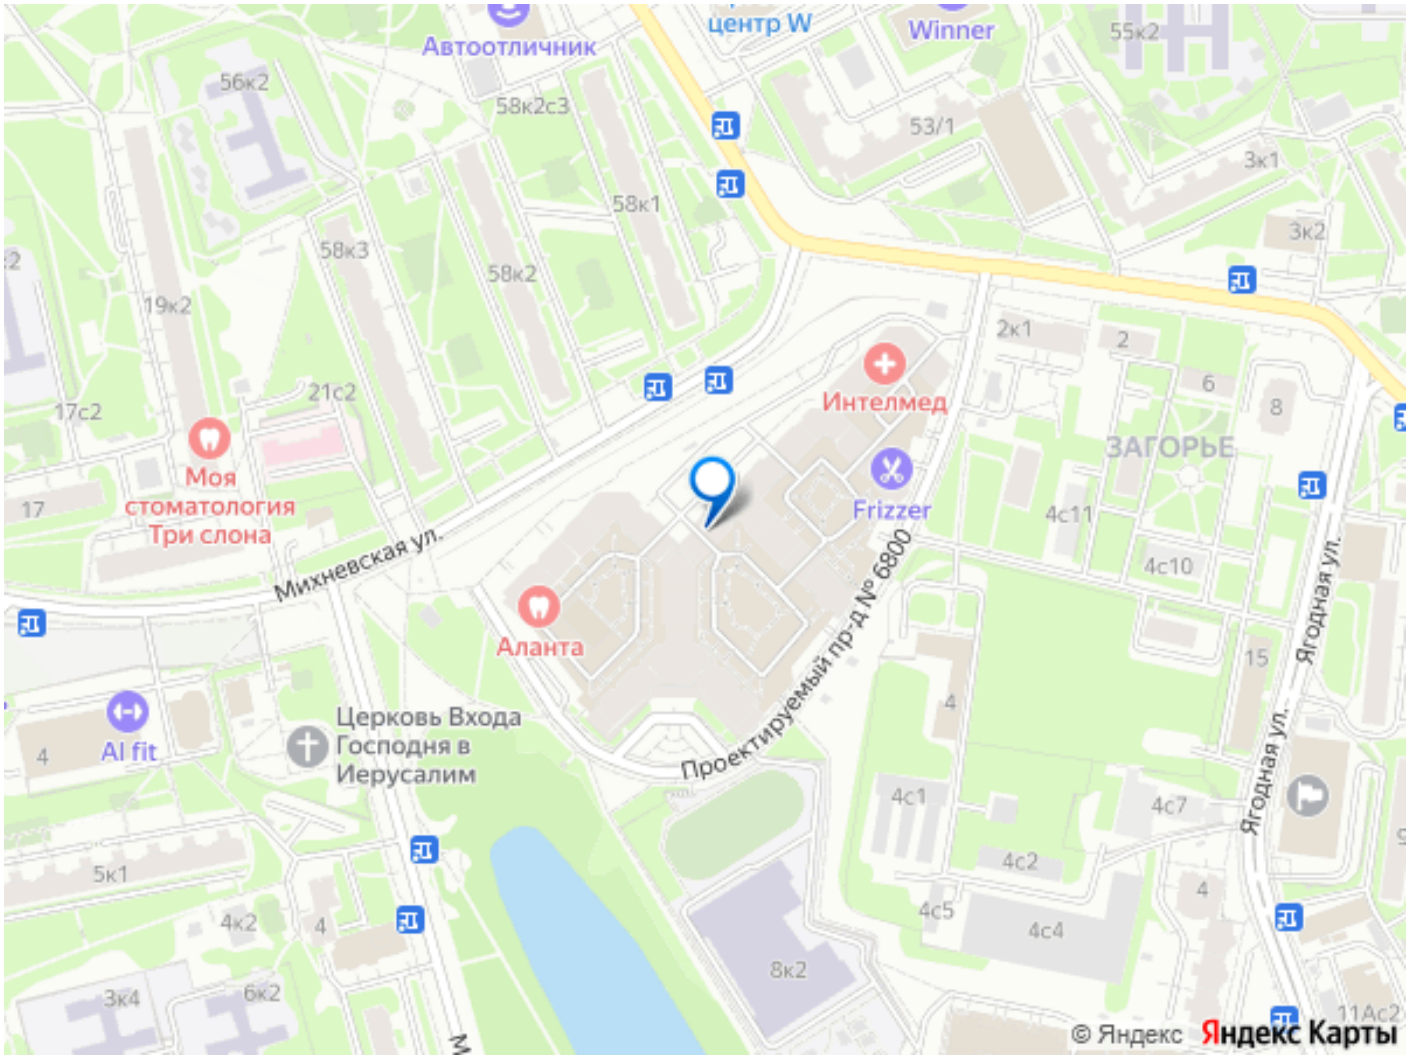 центр W
Winner
Автоотличник
55к2
56к2
58к2с3
53/1
3к1
58к1
3к2
58к3
58к2
19к2
2к1
2
6
8
21с2
17с2
Интелмед
ЗАГОРЬЕ
Моя
стоматология
Три слона
17
Frizzer
4с11
Михневская ул.
4с10
Проектируемый пр-д № 6800
Ягодная ул.
Аланта
15
4
Церковь Входа
Господня в
Иерусалим
AI fit
4
Ягодная ул.
4с1
4с7
4с2
5к1
4
4с5
4к2
4
4с4
8к2
3к4
6к2
11Ас2
© Яндекс
Яндекс Карты